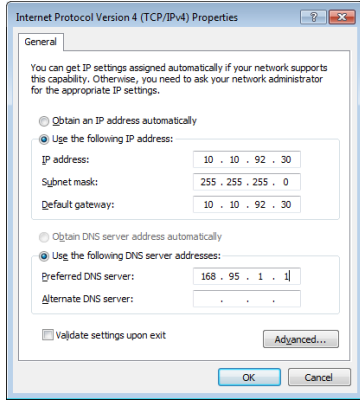 Internet Protocol Version 4 (TCP/IPv4) Properties
General
You can get IP settings assigned automatically if your network supports
this capability. Otherwise, you need to ask your network administrator
for the appropriate IP settings.
Obtain an IP address automatically
Use the following IP address:
IP address: 10 . 10 . 92 . 30
Subnet mask: 255 . 255 . 255 . 0
Default gateway: 10 . 10 . 92 . 30
Obtain DNS server address automatically
Use the following DNS server addresses:
Preferred DNS server: 168 . 95 . 1 . 1
Alternate DNS server: . . .
Validate settings upon exit
Advanced...
OK Cancel